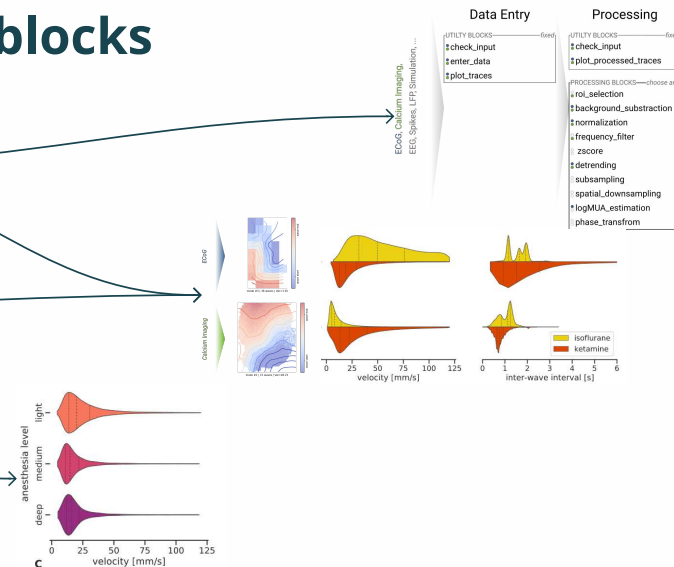 blocks
Data Entry
UTILTY BLOCKS
fixed
check_input
enter_data
plot_traces
Processing
UTILITY BLOCKS
check_input
plot_processed_traces
PROCESSING BLOCKS
choose
roi_selection
background_substraction
normalization
frequency_filter
zscore
detrending
subsampling
spatial_downsampling
logMUA_estimation
phase_transfrom
ECoG, Calcium Imaging,
EEG, Spikes, LFP, Simulation, ...
ECoG
Calcium Imaging
0 25 50 75 100 125
velocity [mm/s]
isoflurane
ketamine
0 1 2 3 4 5 6
inter-wave interval [s]
anesthesia level
light
medium
deep
0 25 50 75 100 125
velocity [mm/s]
C